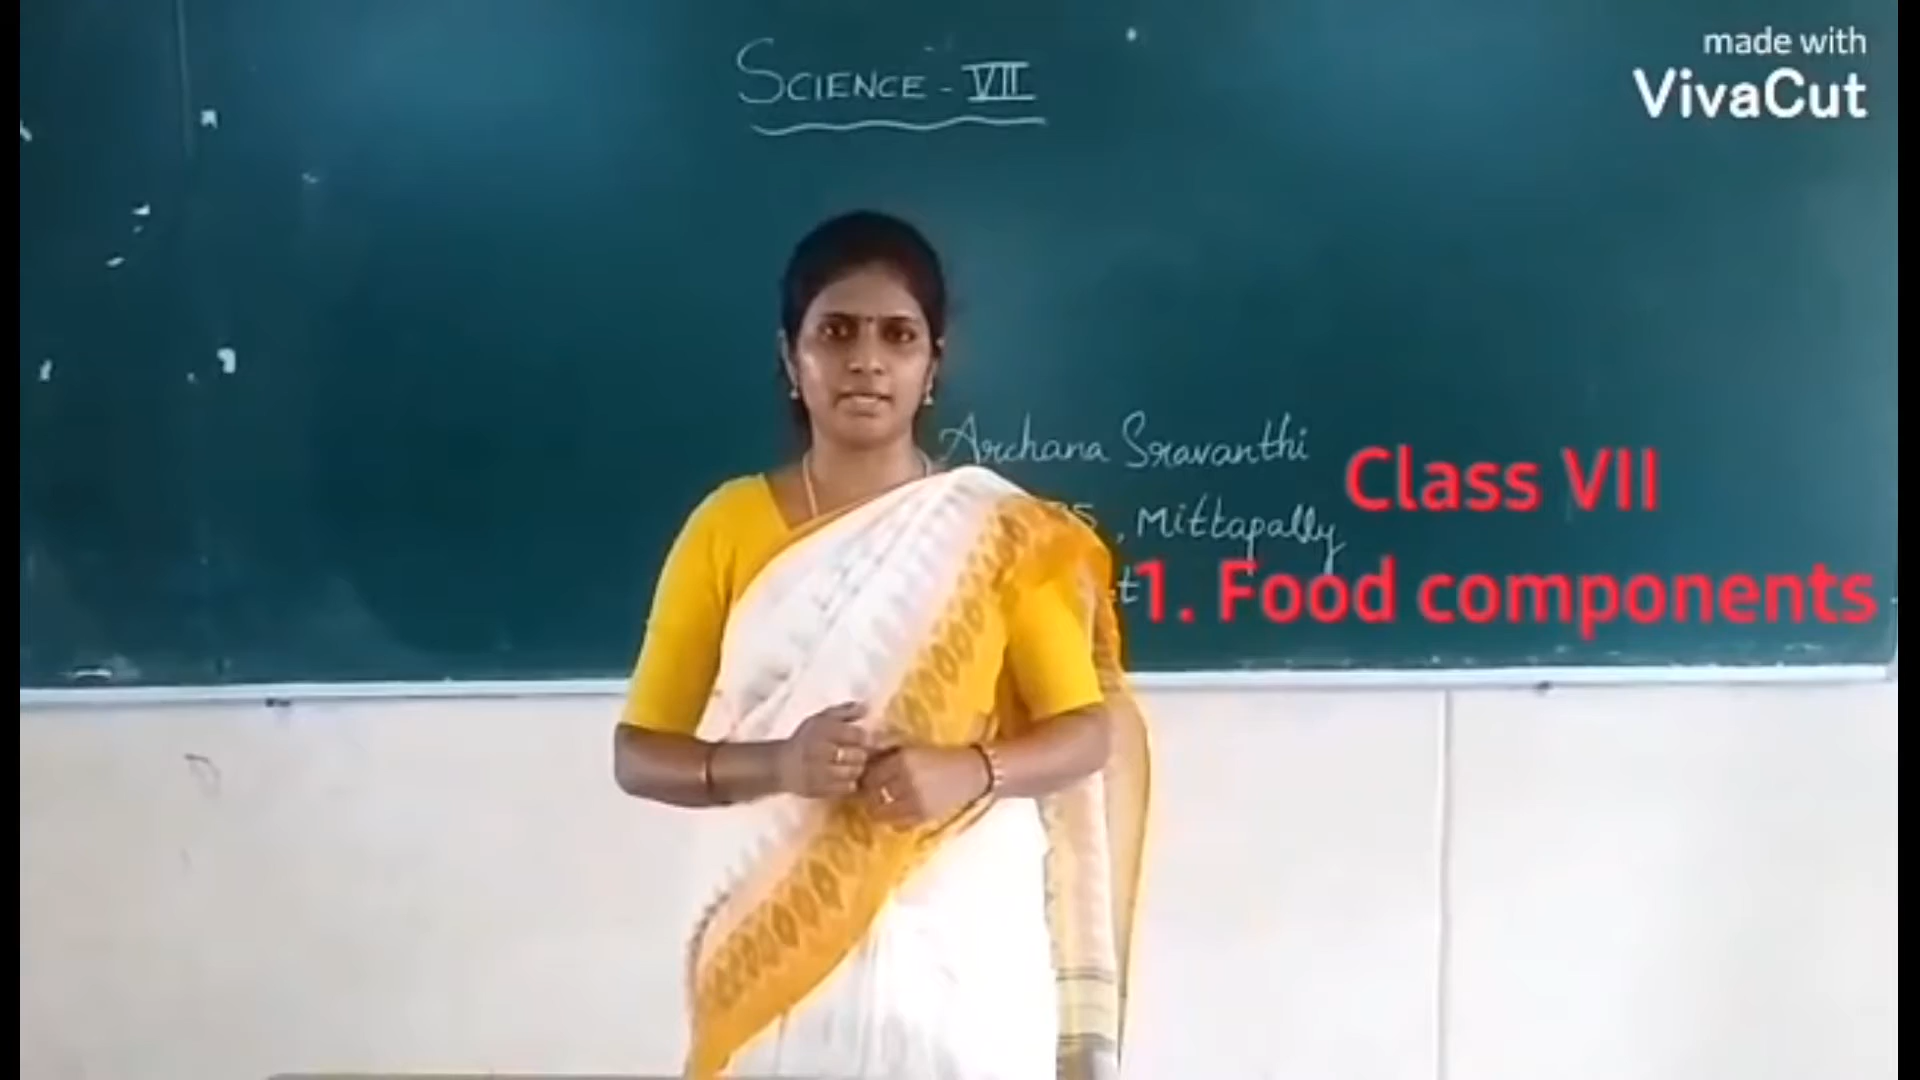 made with
VivaCut
SCIENCE - VII
Archana Sravanthi
, Mittapally
Class VII
1. Food components